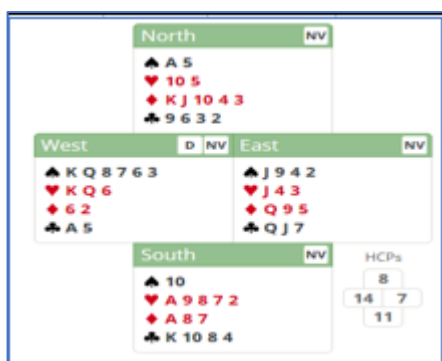 North NV
♠ A 5
♥ 10 5
♦ K J 10 4 3
♣ 9 6 3 2
West D NV East NV
♠ K Q 8 7 6 3 ♠ J 9 4 2
♥ K Q 6 ♥ J 4 3
♦ 6 2 ♦ Q 9 5
♣ A 5 ♣ Q J 7
South NV
♠ 10
♥ A 9 8 7 2
♦ A 8 7
♣ K 10 8 4
HCPs
8
14 7
11